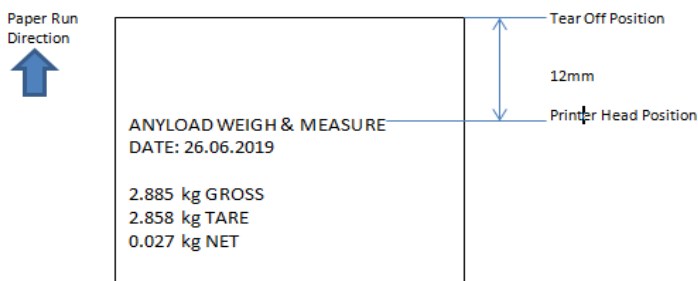 Paper Run
Direction
Tear Off Position
12mm
Printer Head Position
ANYLOAD WEIGH & MEASURE
DATE: 26.06.2019
2.885 kg GROSS
2.858 kg TARE
0.027 kg NET